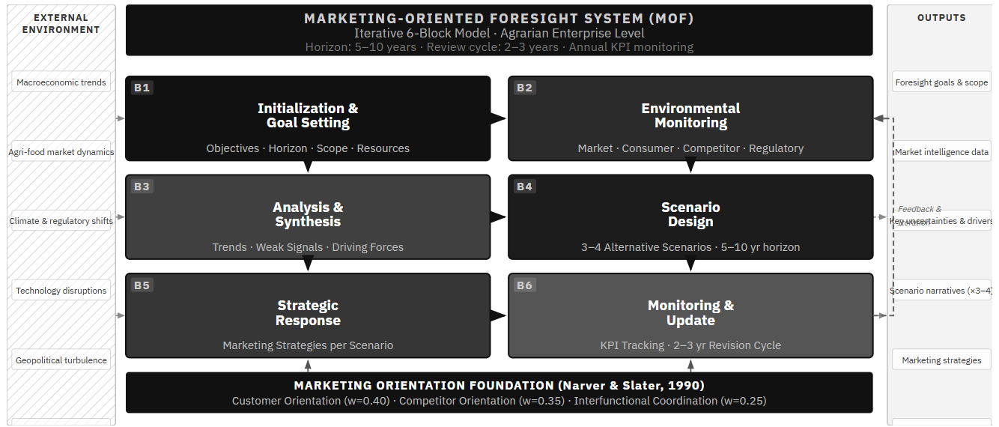 EXTERNAL
ENVIRONMENT
Macroeconomic trends
Agri-food market dynamics
Climate & regulatory shifts
Technology disruptions
Geopolitical turbulence
MARKETING-ORIENTED FORESIGHT SYSTEM (MOF)
Iterative 6-Block Model · Agrarian Enterprise Level
Horizon: 5–10 years · Review cycle: 2–3 years · Annual KPI monitoring
B1
Initialization &
Goal Setting
Objectives · Horizon · Scope · Resources
B2
Environmental
Monitoring
Market · Consumer · Competitor · Regulatory
B3
Analysis &
Synthesis
Trends · Weak Signals · Driving Forces
B4
Scenario
Design
3–4 Alternative Scenarios · 5–10 yr horizon
B5
Strategic
Response
Marketing Strategies per Scenario
B6
Monitoring &
Update
KPI Tracking · 2–3 yr Revision Cycle
MARKETING ORIENTATION FOUNDATION (Narver & Slater, 1990)
Customer Orientation (w=0.40) · Competitor Orientation (w=0.35) · Interfunctional Coordination (w=0.25)
OUTPUTS
Foresight goals & scope
Market intelligence data
Feedback &
iteration
Key uncertainties & drivers
Scenario narratives (×3–4)
Marketing strategies